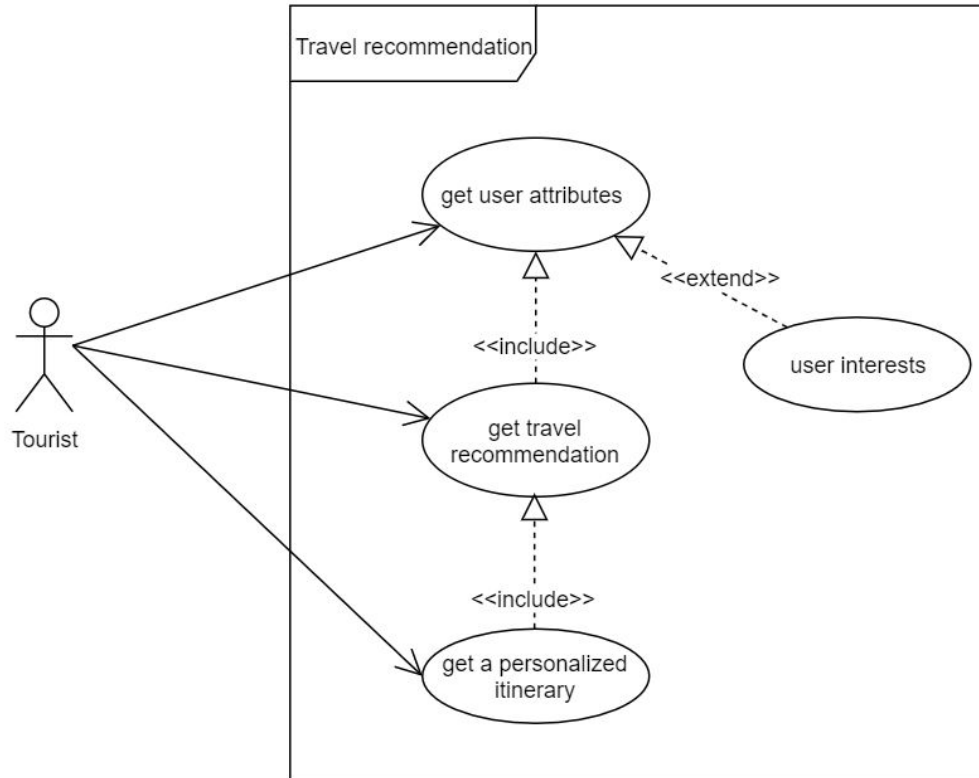 Travel recommendation
get user attributes
<<extend>>
<<include>>
user interests
get travel
recommendation
Tourist
<<include>>
get a personalized
itinerary